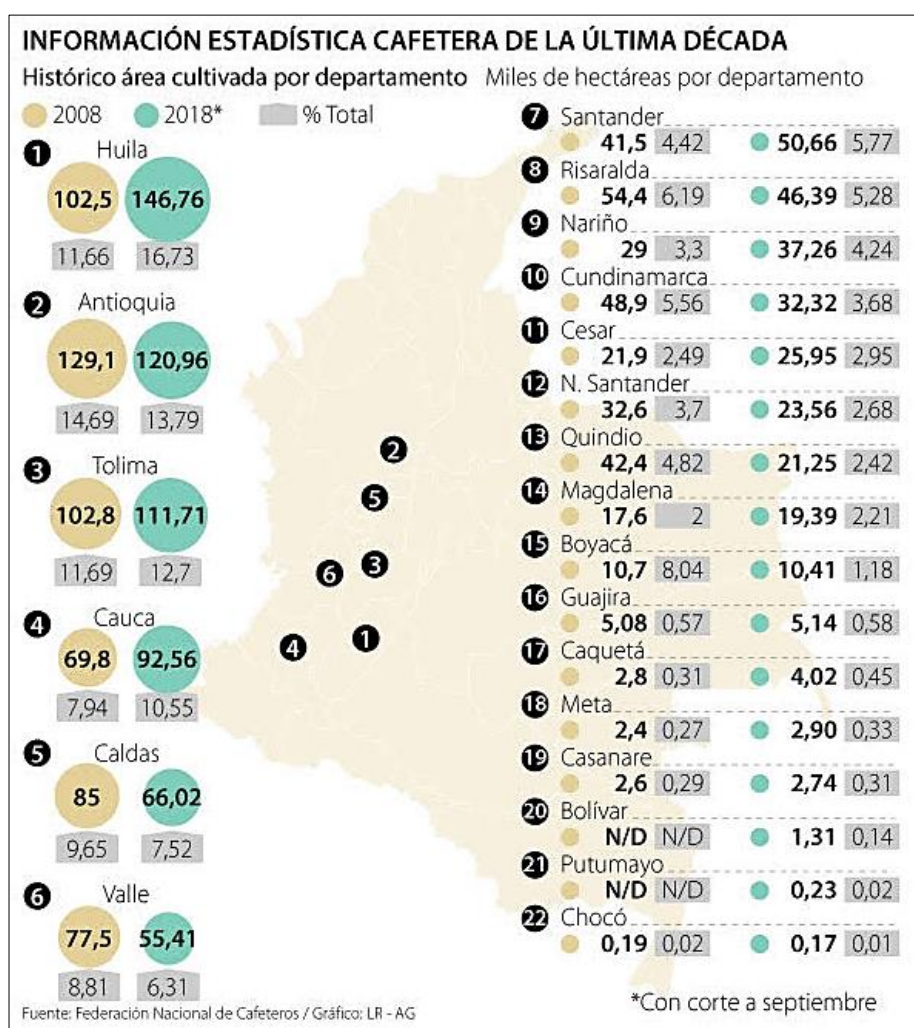 INFORMACIÓN ESTADÍSTICA CAFETERA DE LA ÚLTIMA DÉCADA
Histórico área cultivada por departamento Miles de hectáreas por departamento
2008 2018* % Total
1 Huila
102,5 146,76
11,66 16,73
2 Antioquia
129,1 120,96
14,69 13,79
3 Tolima
102,8 111,71
11,69 12,7
4 Cauca
69,8 92,56
7,94 10,55
5 Caldas
85 66,02
9,65 7,52
6 Valle
77,5 55,41
8,81 6,31
2
5
6 3
4 1
7 Santander
41,5 4,42 50,66 5,77
8 Risaralda
54,4 6,19 46,39 5,28
9 Nariño
29 3,3 37,26 4,24
10 Cundinamarca
48,9 5,56 32,32 3,68
11 Cesar
21,9 2,49 25,95 2,95
12 N. Santander
32,6 3,7 23,56 2,68
13 Quindio
42,4 4,82 21,25 2,42
14 Magdalena
17,6 2 19,39 2,21
15 Boyacá
10,7 8,04 10,41 1,18
16 Guajira
5,08 0,57 5,14 0,58
17 Caquetá
2,8 0,31 4,02 0,45
18 Meta
2,4 0,27 2,90 0,33
19 Casanare
2,6 0,29 2,74 0,31
20 Bolívar
N/D N/D 1,31 0,14
21 Putumayo
N/D N/D 0,23 0,02
22 Chocó
0,19 0,02 0,17 0,01
*Con corte a septiembre
Fuente: Federación Nacional de Cafeteros / Gráfico: LR - AG